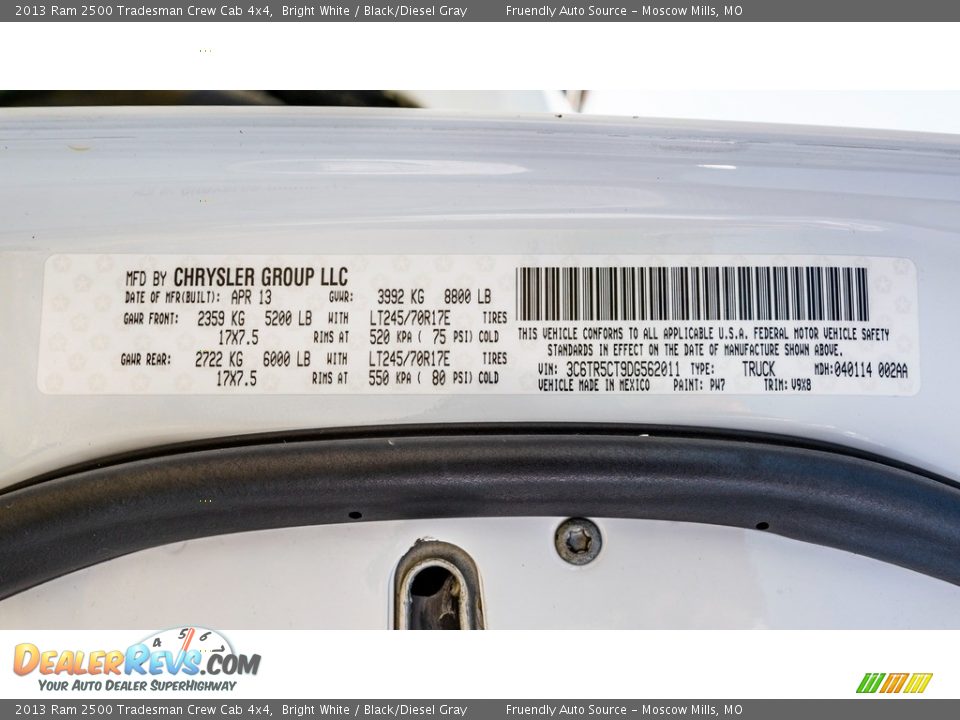 2013 Ram 2500 Tradesman Crew Cab 4x4, Bright White / Black/Diesel Gray Fruendly Auto Source - Moscow Mills, MO
MFD BY CHRYSLER GROUP LLC
DATE OF MFR(BUILT): APR 13 GVWR: 3992 KG 8800 LB
GAWR FRONT: 2359 KG 5200 LB WITH LT245/70R17E TIRES
17X7.5 RIMS AT 520 KPA ( 75 PSI) COLD
GAWR REAR: 2722 KG 6000 LB WITH LT245/70R17E TIRES
17X7.5 RIMS AT 550 KPA ( 80 PSI) COLD
THIS VEHICLE CONFORMS TO ALL APPLICABLE U.S.A. FEDERAL MOTOR VEHICLE SAFETY
STANDARDS IN EFFECT ON THE DATE OF MANUFACTURE SHOWN ABOVE.
VIN: 3C6TR5CT9DG562011 TYPE: TRUCK MDH:040114 002AA
VEHICLE MADE IN MEXICO PAINT: PW7 TRIM: V9X8
4 5 6 7
DEALERREVS.COM
YOUR AUTO DEALER SUPERHIGHWAY
2013 Ram 2500 Tradesman Crew Cab 4x4, Bright White / Black/Diesel Gray Fruendly Auto Source - Moscow Mills, MO